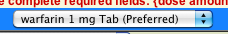 complete required fields. {dose amoun
warfarin 1 mg Tab (Preferred)